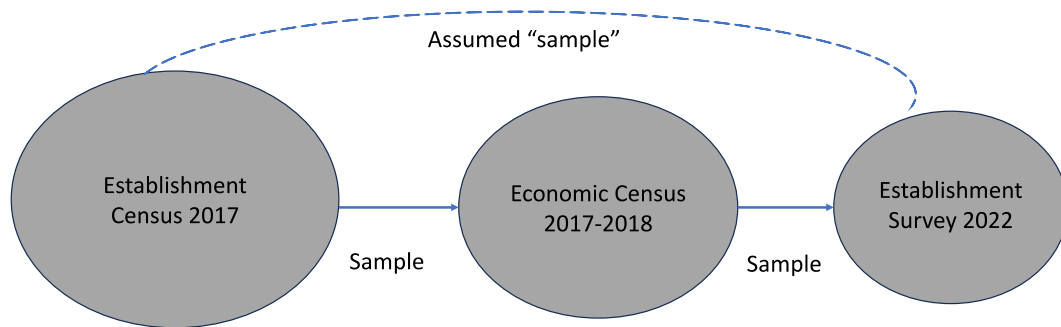 Assumed “sample”
Establishment
Census 2017
Sample
Economic Census
2017-2018
Sample
Establishment
Survey 2022